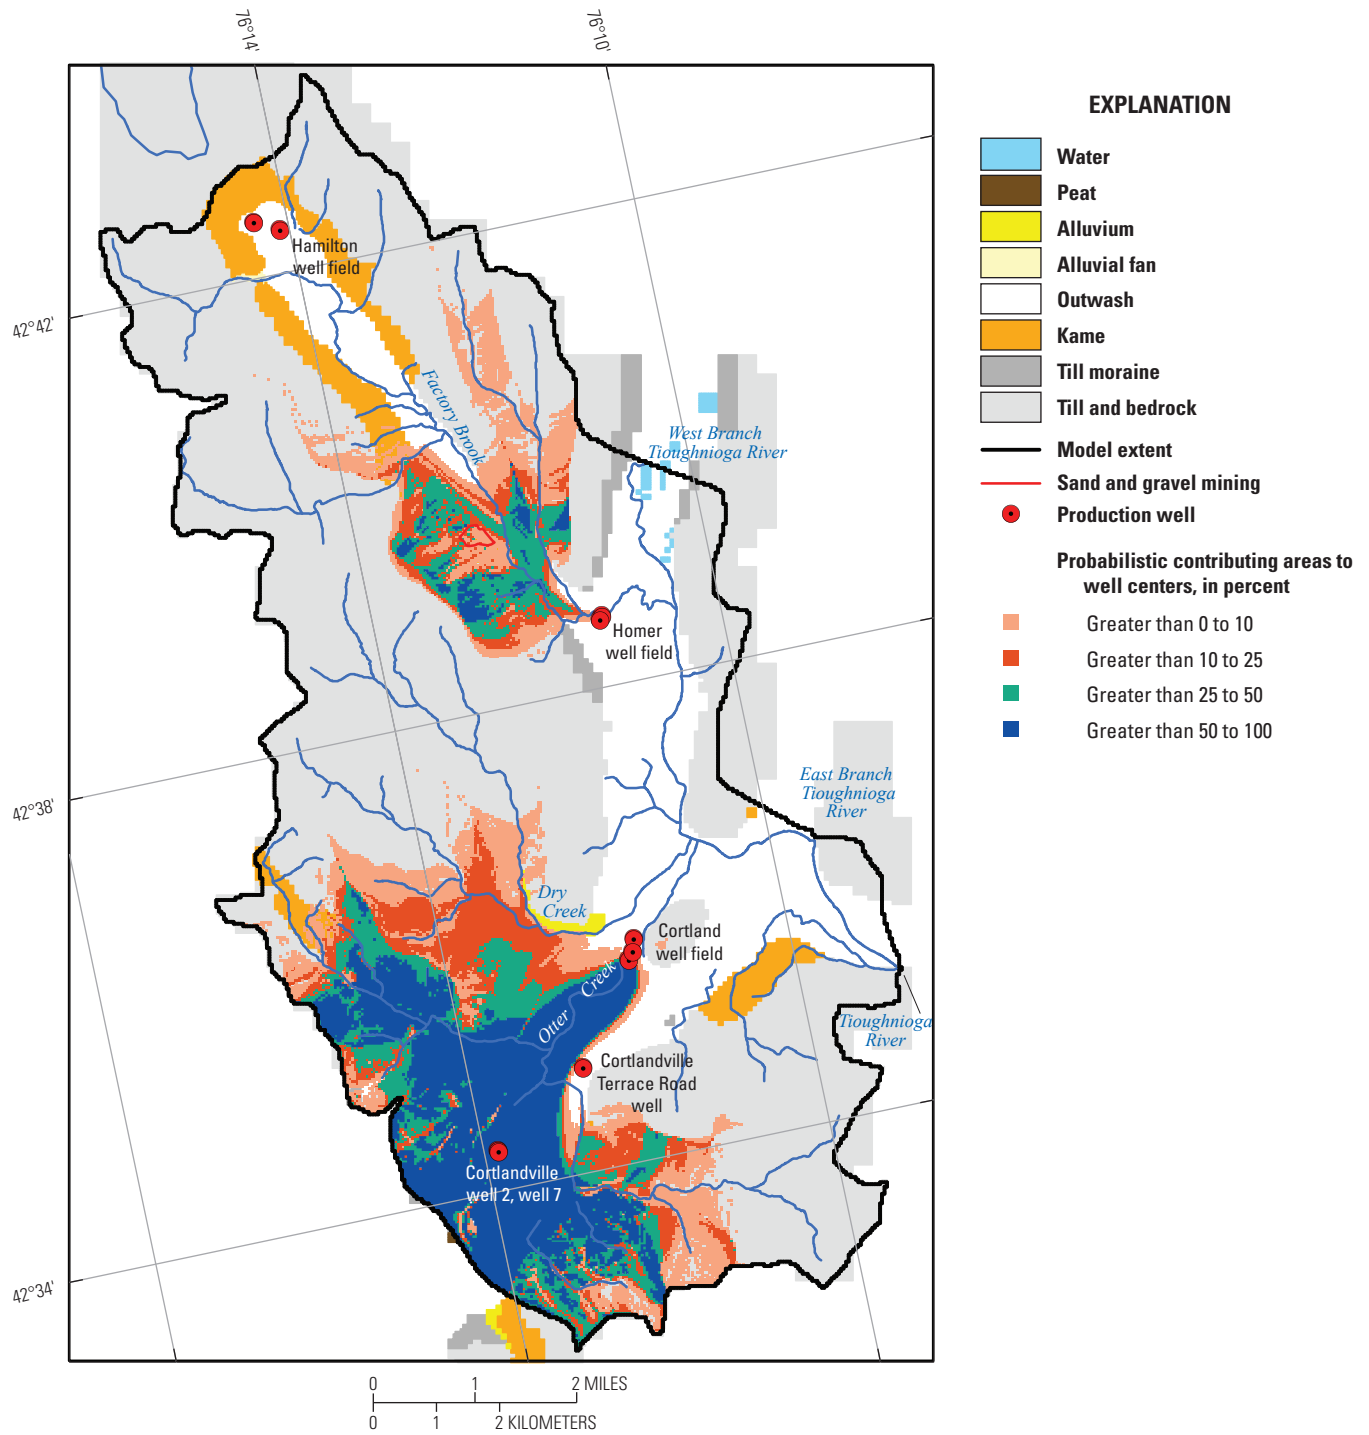 76°14'
76°10'
42°42'
42°38'
42°34'
Hamilton
well field
Factory Brook
West Branch
Tioughnioga River
Homer
well field
East Branch
Tioughnioga
River
Dry
Creek
Cortland
well field
Otter Creek
Tioughnioga
River
Cortlandville
Terrace Road
well
Cortlandville
well 2, well 7
0 1 2 MILES
0 1 2 KILOMETERS
EXPLANATION
Water
Peat
Alluvium
Alluvial fan
Outwash
Kame
Till moraine
Till and bedrock
Model extent
Sand and gravel mining
Production well
Probabilistic contributing areas to
well centers, in percent
Greater than 0 to 10
Greater than 10 to 25
Greater than 25 to 50
Greater than 50 to 100